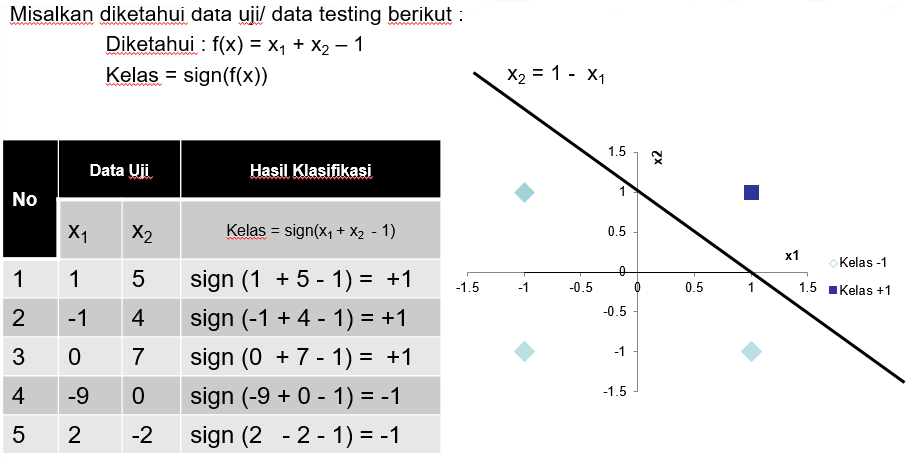 Misalkan diketahui data uji/ data testing berikut :
Diketahui : f(x) = x₁ + x₂ – 1
Kelas = sign(f(x))
No Data Uji Hasil Klasifikasi
x₁ x₂ Kelas = sign(x₁ + x₂ - 1)
1 1 5 sign (1 + 5 - 1) = +1
2 -1 4 sign (-1 + 4 - 1) = +1
3 0 7 sign (0 + 7 - 1) = +1
4 -9 0 sign (-9 + 0 - 1) = -1
5 2 -2 sign (2 - 2 - 1) = -1
x₂ = 1 - x₁
x2
1.5
1
0.5
0
-0.5
-1
-1.5
x1
-1.5 -1 -0.5 0 0.5 1 1.5
Kelas -1
Kelas +1